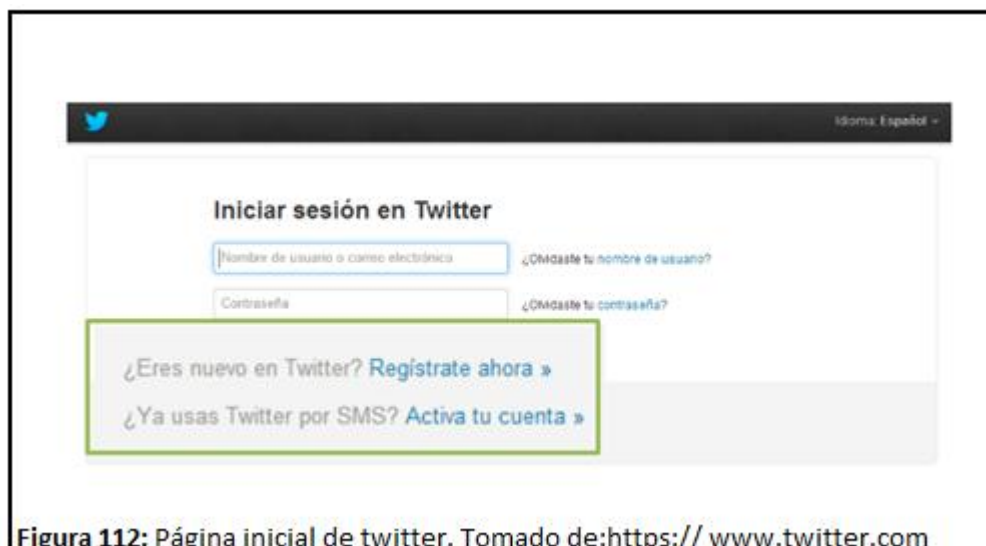 Idioma: Español
Iniciar sesión en Twitter
Nombre de usuario o correo electrónico
¿Olvidaste tu nombre de usuario?
Contraseña
¿Olvidaste tu contraseña?
¿Eres nuevo en Twitter? Regístrate ahora »
¿Ya usas Twitter por SMS? Activa tu cuenta »
Figura 112: Página inicial de twitter. Tomado de:https:// www.twitter.com